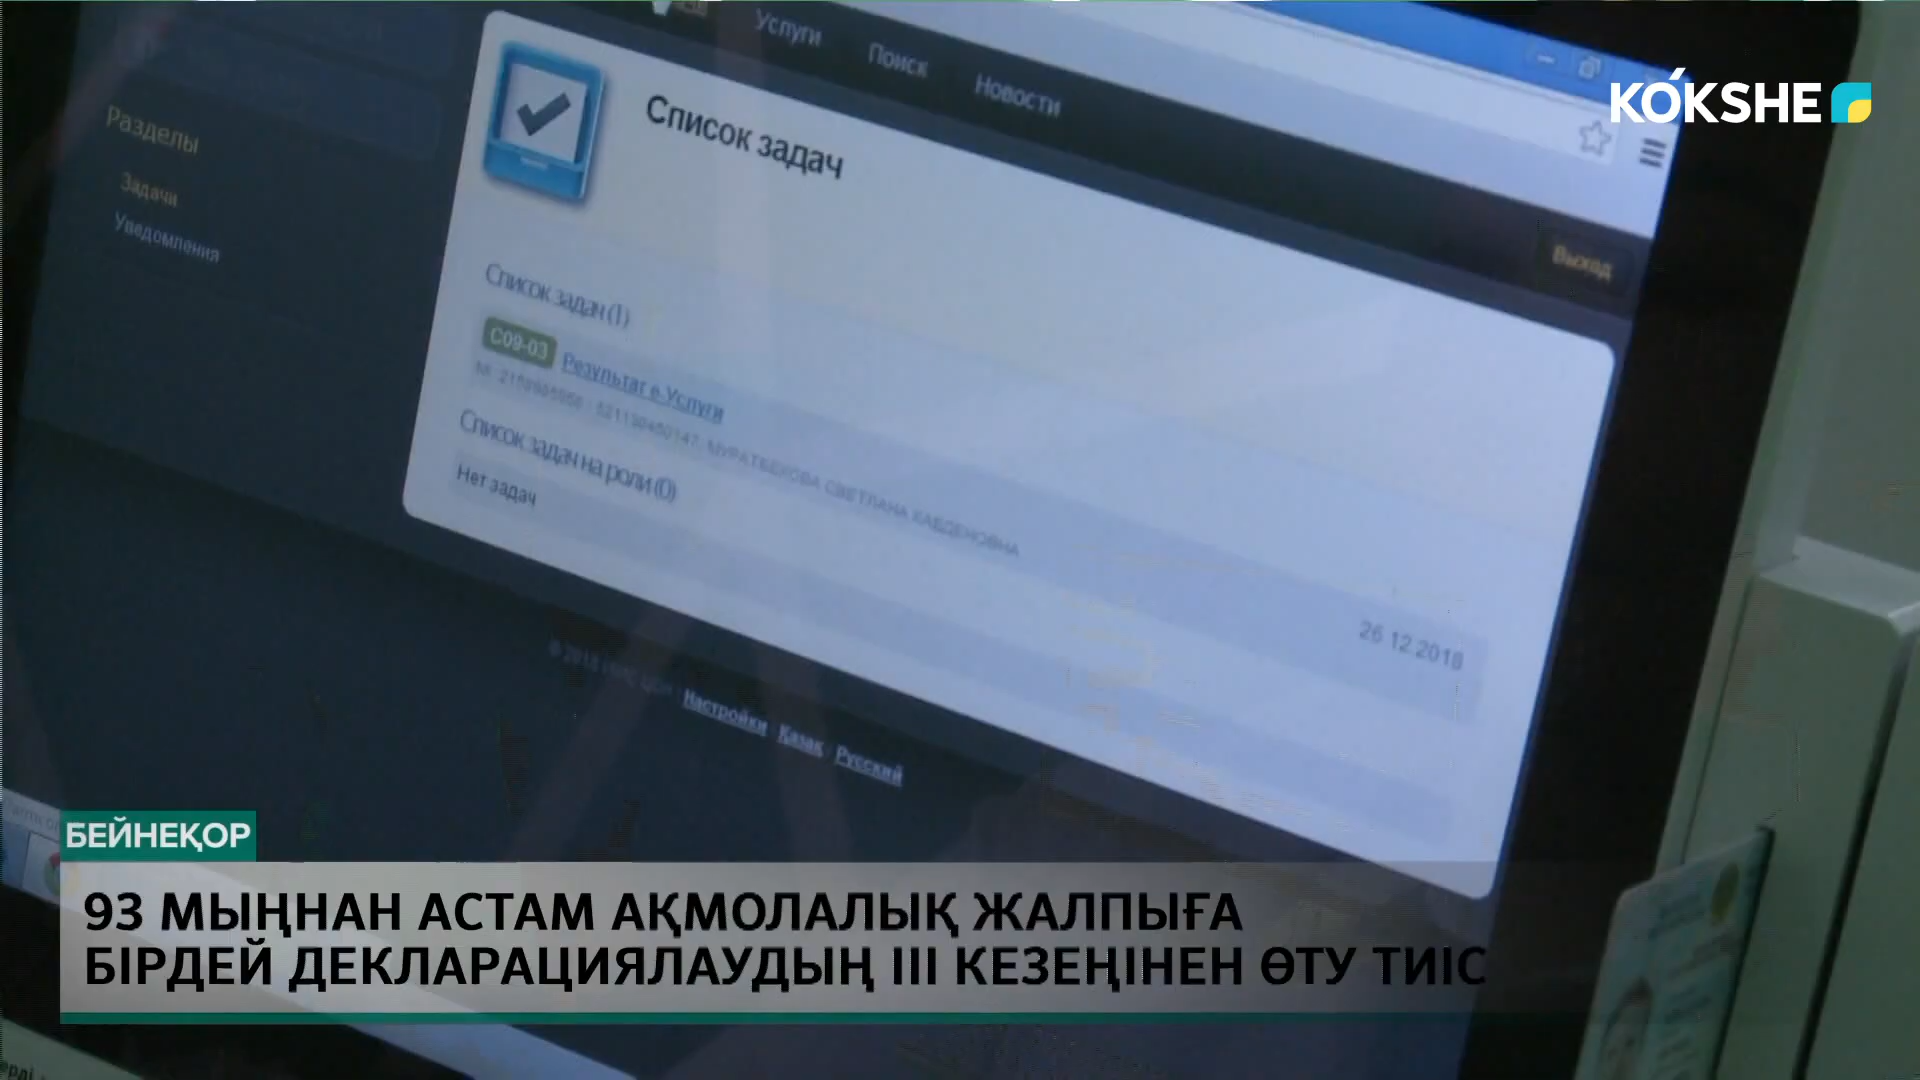 Услуги Поиск Новости
KÓKSHE
Разделы
Список задач
Задачи
Уведомления
Выход
Список задач (1)
C09-03 Результат е-Услуги
СВЕТЛАНА КАБДЕНОВНА
26.12.2018
Список задач на роли (0)
Нет задач
Настройки Қазақ Русский
БЕЙНЕҚОР
93 МЫҢНАН АСТАМ АҚМОЛАЛЫҚ ЖАЛПЫҒА
БІРДЕЙ ДЕКЛАРАЦИЯЛАУДЫҢ III КЕЗЕҢІНЕН ӨТУ ТИІС